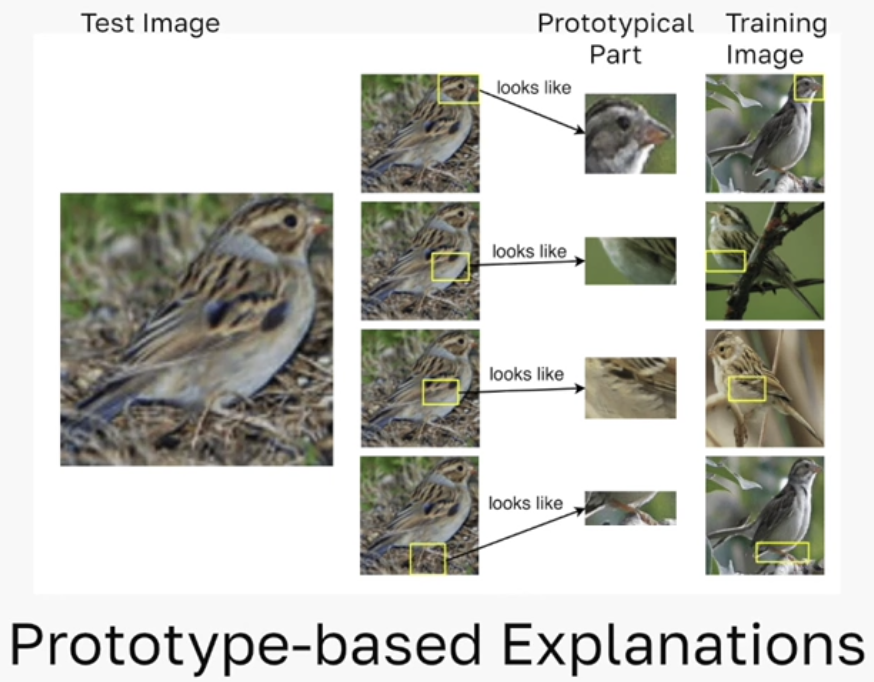 Test Image
Prototypical
Part
Training
Image
looks like
looks like
looks like
looks like
Prototype-based Explanations